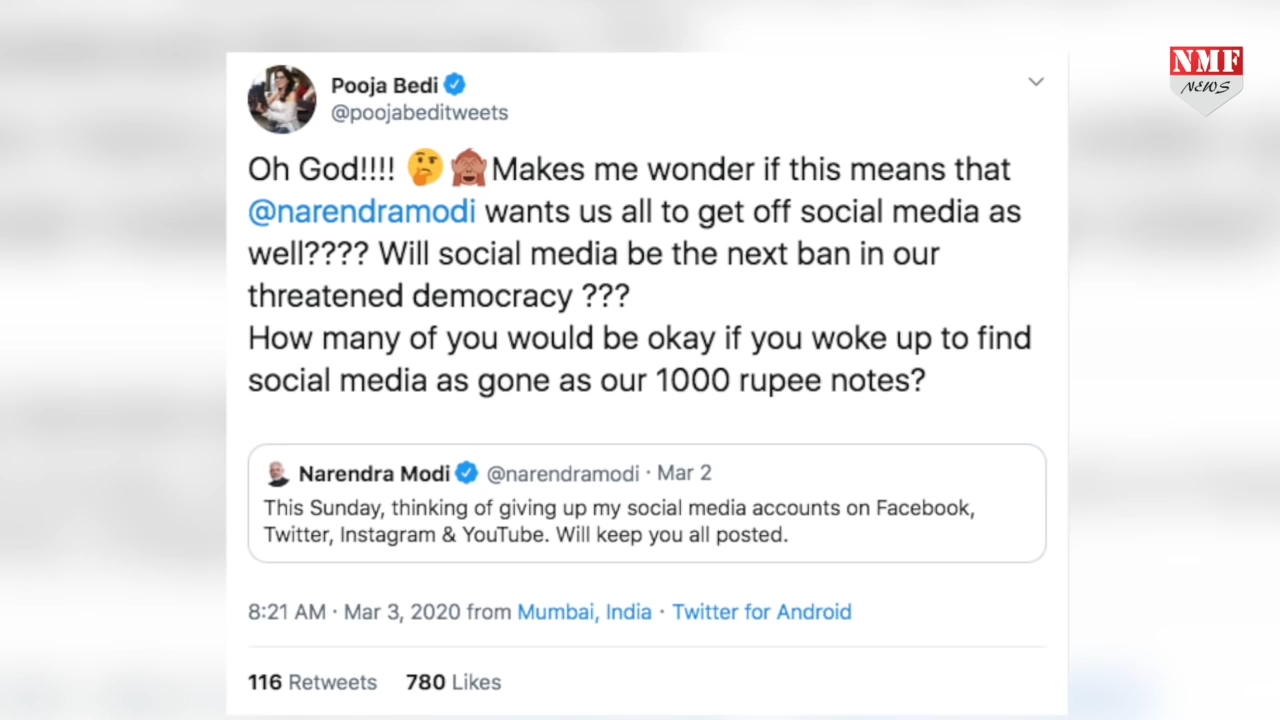 NMF
NEWS
Pooja Bedi
@poojabeditweets
Oh God!!!! 🤔🙈Makes me wonder if this means that
@narendramodi wants us all to get off social media as
well???? Will social media be the next ban in our
threatened democracy ???
How many of you would be okay if you woke up to find
social media as gone as our 1000 rupee notes?
Narendra Modi @narendramodi · Mar 2
This Sunday, thinking of giving up my social media accounts on Facebook,
Twitter, Instagram & YouTube. Will keep you all posted.
8:21 AM · Mar 3, 2020 from Mumbai, India · Twitter for Android
116 Retweets 780 Likes